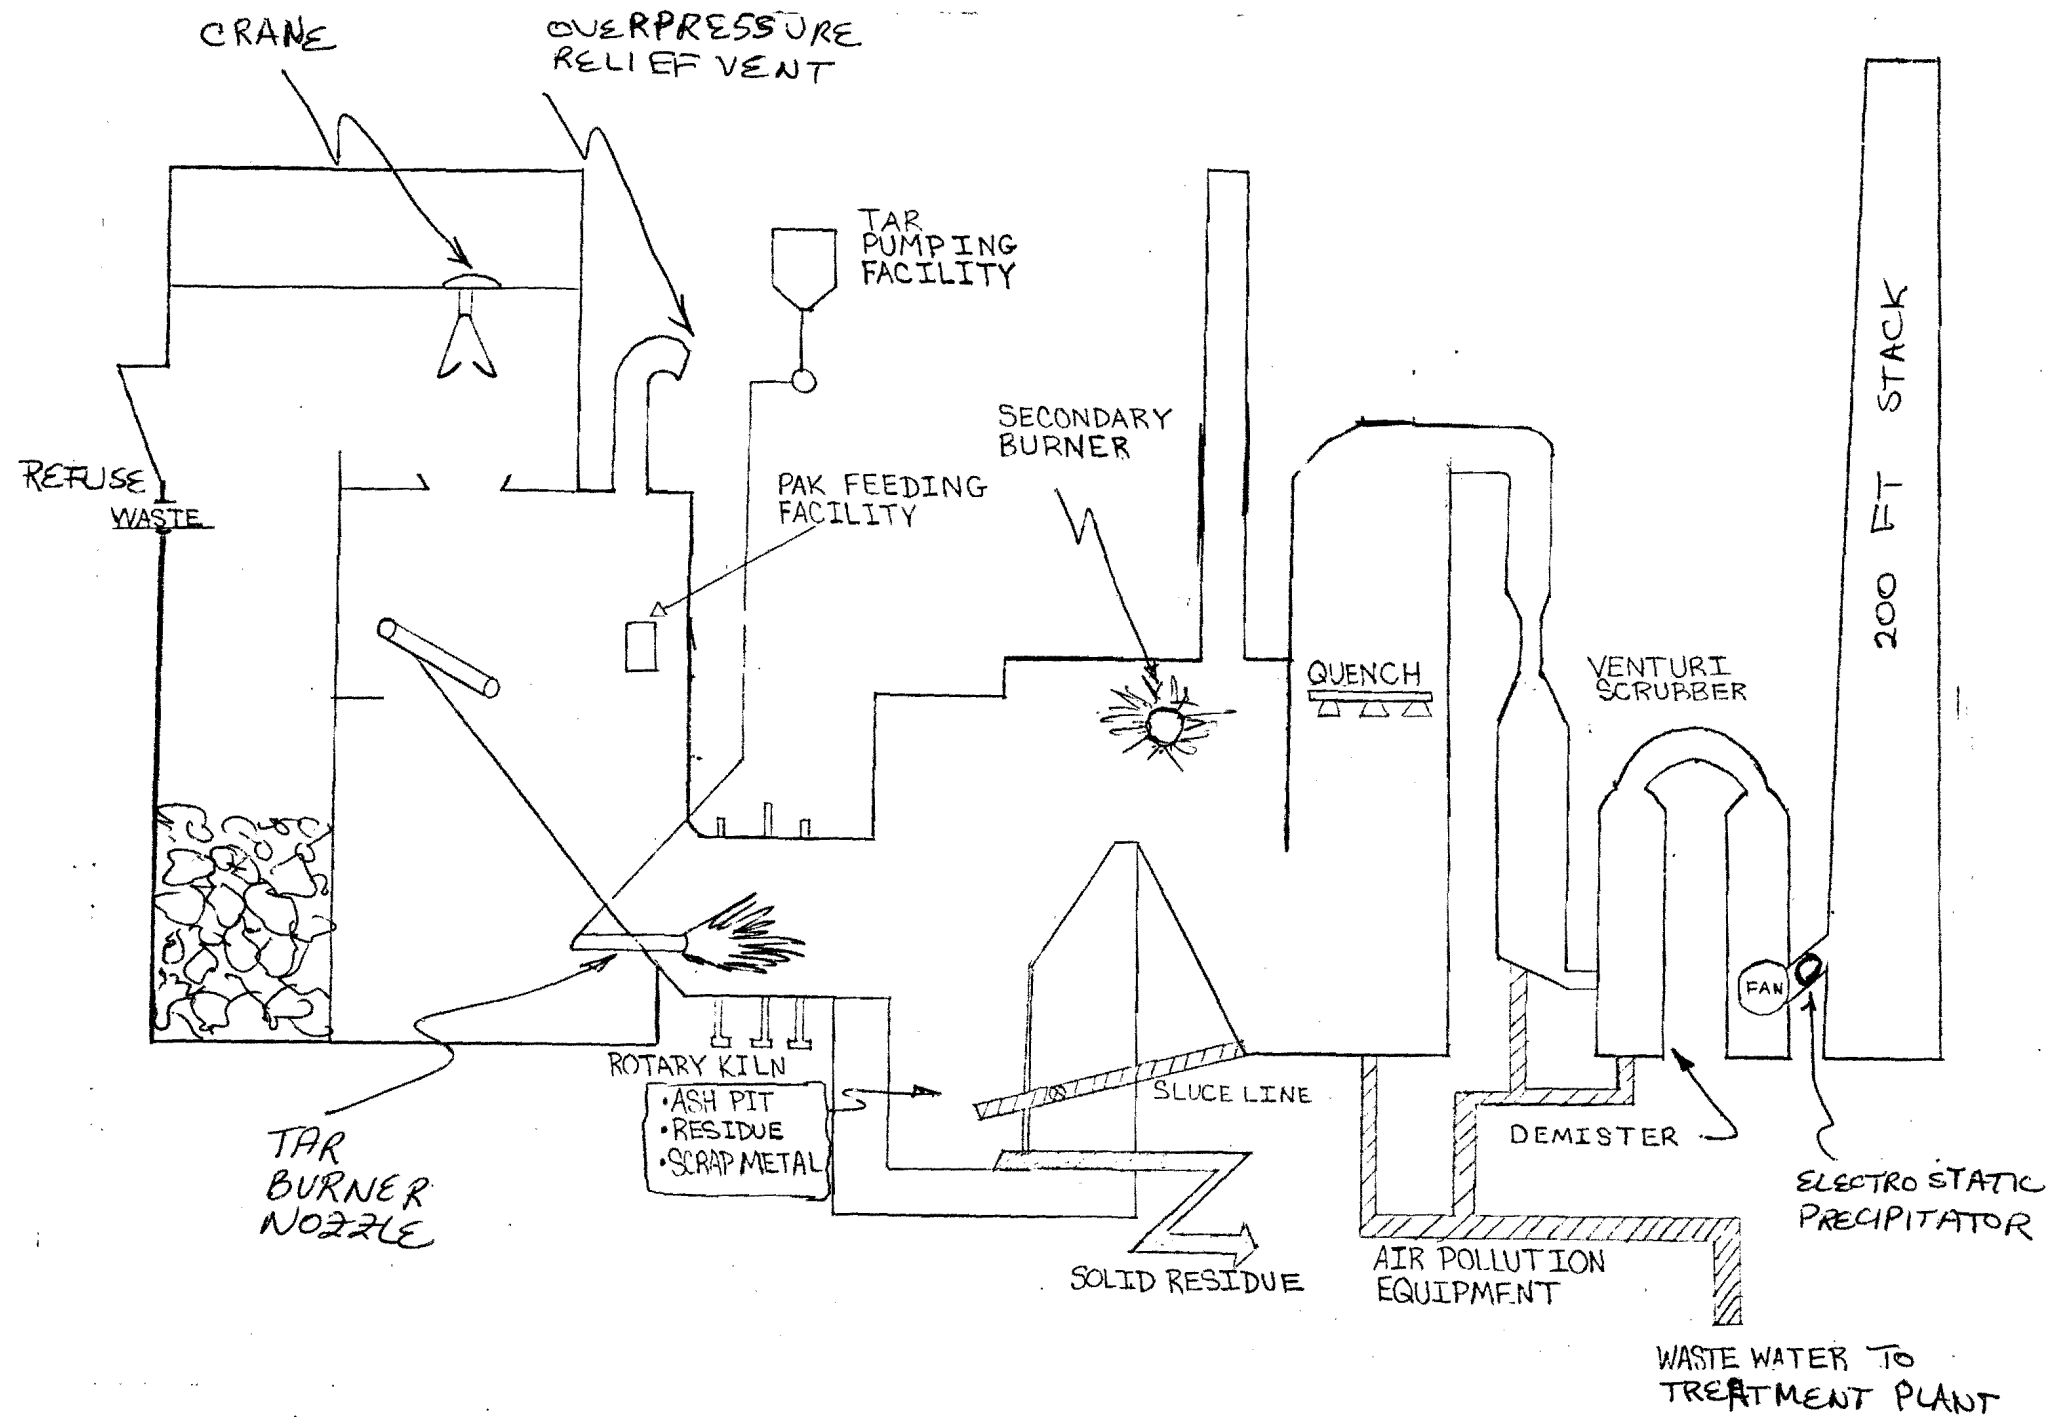 CRANE
OVERPRESSURE
RELIEF VENT
TAR
PUMPING
FACILITY
SECONDARY
BURNER
REFUSE
WASTE
PAK FEEDING
FACILITY
200 FT STACK
QUENCH
VENTURI
SCRUBBER
FAN
ROTARY KILN
•ASH PIT
•RESIDUE
•SCRAP METAL
SLUCE LINE
DEMISTER
TAR
BURNER
NOZZLE
ELECTROSTATIC
PRECIPITATOR
SOLID RESIDUE
AIR POLLUTION
EQUIPMENT
WASTE WATER TO
TREATMENT PLANT